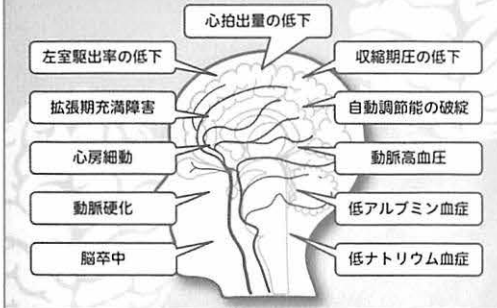 心拍出量の低下
左室駆出率の低下
収縮期圧の低下
拡張期充満障害
自動調節能の破綻
心房細動
動脈高血圧
動脈硬化
低アルブミン血症
脳卒中
低ナトリウム血症